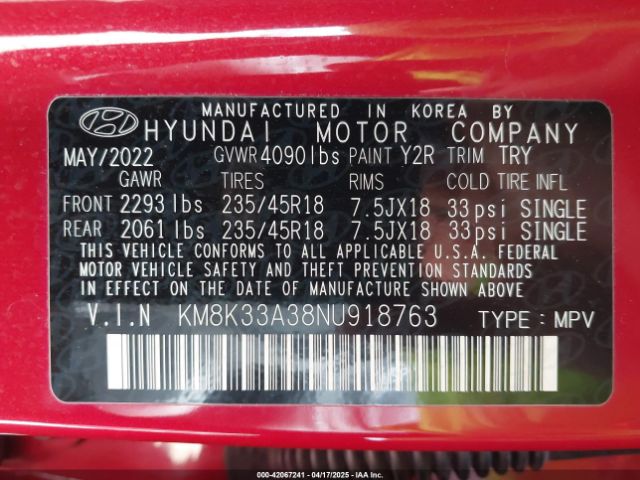 MANUFACTURED IN KOREA BY
HYUNDAI MOTOR COMPANY
MAY/2022 GVWR 4090lbs PAINT Y2R TRIM TRY
GAWR TIRES RIMS COLD TIRE INFL
FRONT 2293 lbs 235/45R18 7.5JX18 33psi SINGLE
REAR 2061 lbs 235/45R18 7.5JX18 33psi SINGLE
THIS VEHICLE CONFORMS TO ALL APPLICABLE U.S.A. FEDERAL
MOTOR VEHICLE SAFETY AND THEFT PREVENTION STANDARDS
IN EFFECT ON THE DATE OF MANUFACTURE SHOWN ABOVE
V.I.N KM8K33A38NU918763 TYPE : MPV
000-42067241 - 04/17/2025 - IAA Inc.